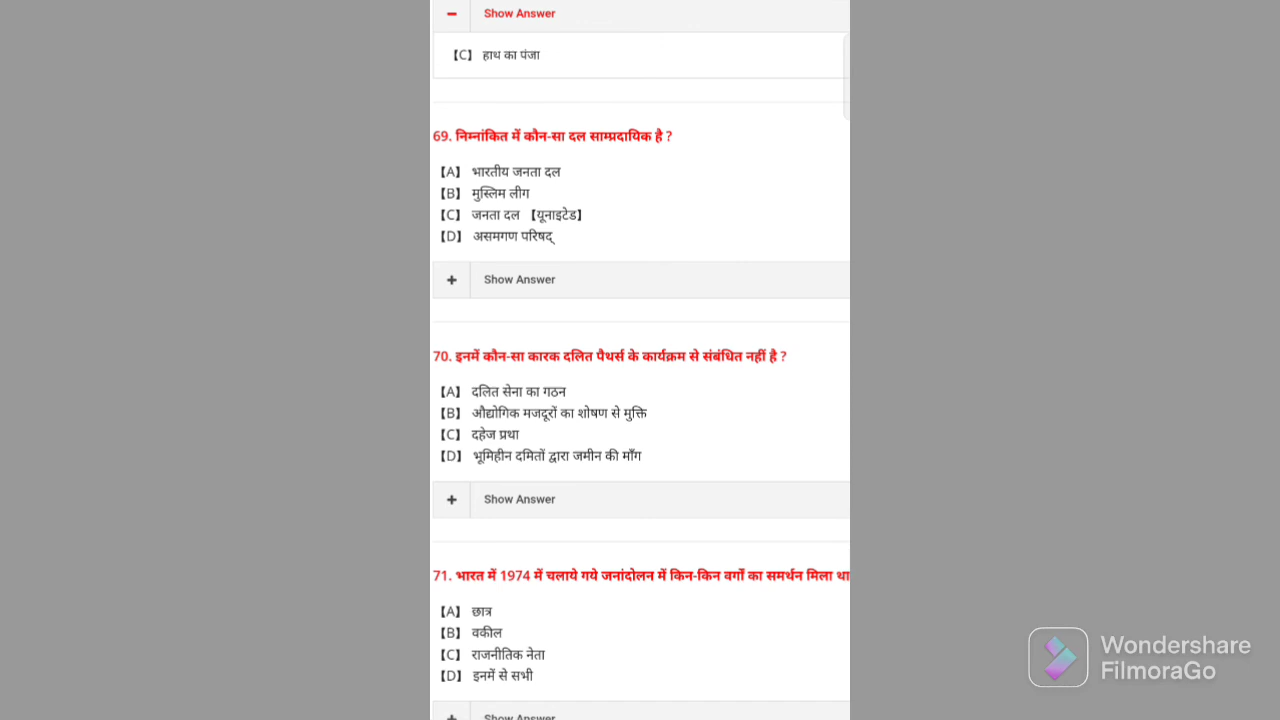 Show Answer
【C】 हाथ का पंजा
69. निम्नांकित में कौन-सा दल साम्प्रदायिक है ?
【A】 भारतीय जनता दल
【B】 मुस्लिम लीग
【C】 जनता दल 【यूनाइटेड】
【D】 असमगण परिषद्
Show Answer
70. इनमें कौन-सा कारक दलित पैथर्स के कार्यक्रम से संबंधित नहीं है ?
【A】 दलित सेना का गठन
【B】 औद्योगिक मजदूरों का शोषण से मुक्ति
【C】 दहेज प्रथा
【D】 भूमिहीन दमितों द्वारा जमीन की माँग
Show Answer
71. भारत में 1974 में चलाये गये जनांदोलन में किन-किन वर्गों का समर्थन मिला था
【A】 छात्र
【B】 वकील
【C】 राजनीतिक नेता
【D】 इनमें से सभी
Show Answer
Wondershare
FilmoraGo